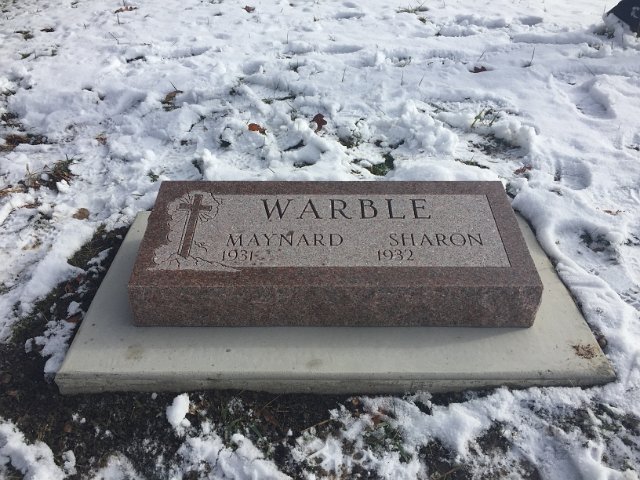 WARBLE
MAYNARD SHARON
1931- 1932